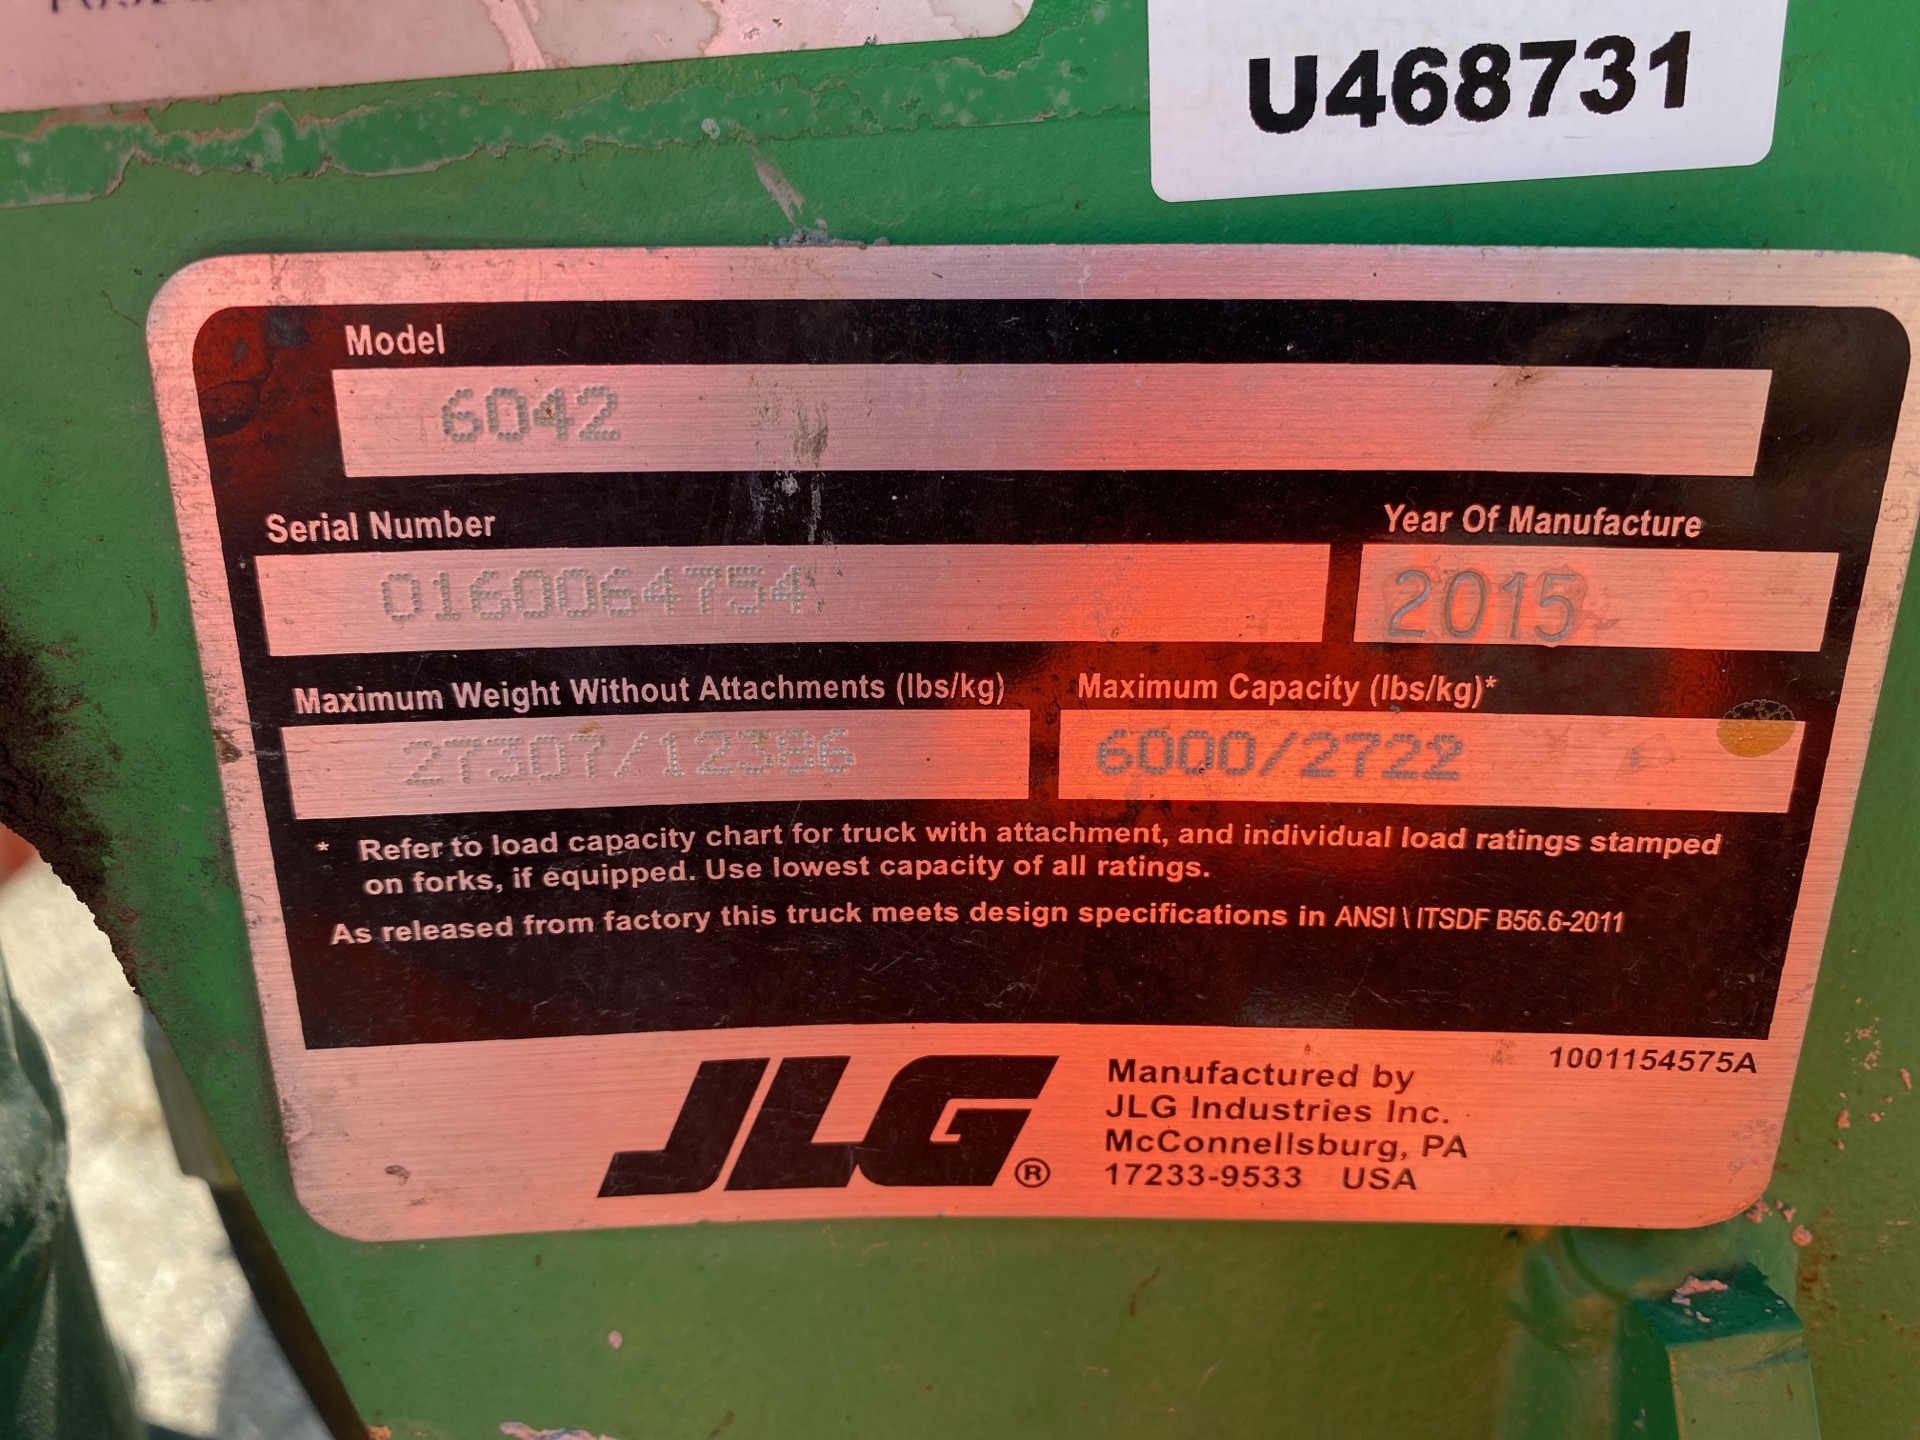 U468731
Model
6042
Serial Number
Year Of Manufacture
0160064754
2015
Maximum Weight Without Attachments (lbs/kg)
Maximum Capacity (lbs/kg)*
27307/12386
6000/2722
* Refer to load capacity chart for truck with attachment, and individual load ratings stamped
on forks, if equipped. Use lowest capacity of all ratings.
As released from factory this truck meets design specifications in ANSI \ ITSDF B56.6-2011
1001154575A
JLG®
Manufactured by
JLG Industries Inc.
McConnellsburg, PA
17233-9533 USA